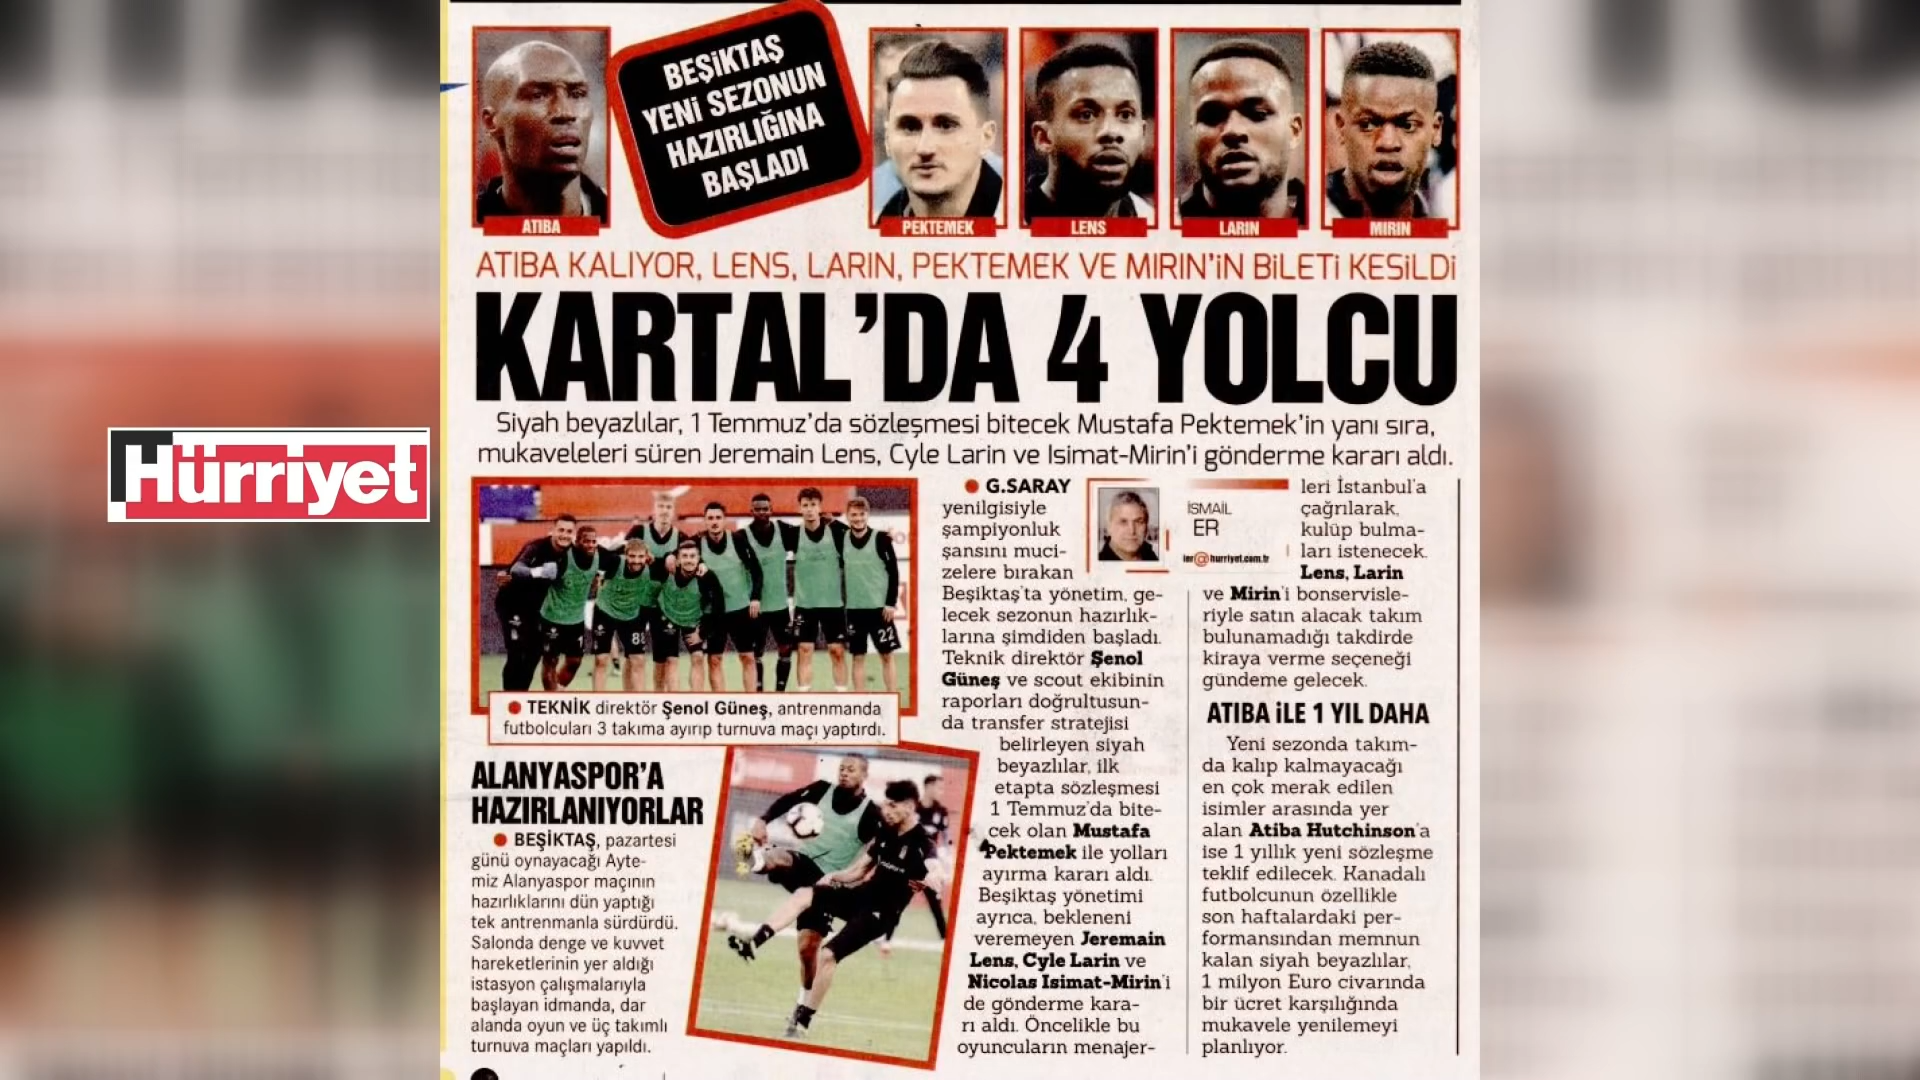 BEŞİKTAŞ
YENİ SEZONUN
HAZIRLIĞINA
BAŞLADI
ATIBA
PEKTEMEK
LENS
LARIN
MIRIN
ATIBA KALIYOR, LENS, LARIN, PEKTEMEK VE MIRIN'İN BİLETİ KESİLDİ
KARTAL'DA 4 YOLCU
Siyah beyazlılar, 1 Temmuz'da sözleşmesi bitecek Mustafa Pektemek'in yanı sıra,
mukaveleleri süren Jeremain Lens, Cyle Larin ve Isimat-Mirin'i gönderme kararı aldı.
Hürriyet
1
88
22
TEKNİK direktör Şenol Güneş, antrenmanda
futbolcuları 3 takıma ayırıp turnuva maçı yaptırdı.
ALANYASPOR'A
HAZIRLANIYORLAR
BEŞİKTAŞ, pazartesi
günü oynayacağı Ayte-
miz Alanyaspor maçının
hazırlıklarını dün yaptığı
tek antrenmanla sürdürdü.
Salonda denge ve kuvvet
hareketlerinin yer aldığı
istasyon çalışmalarıyla
başlayan idmanda, dar
alanda oyun ve üç takımlı
turnuva maçları yapıldı.
G.SARAY
yenilgisiyle
şampiyonluk
şansını muci-
zelere bırakan
Beşiktaş'ta yönetim, ge-
lecek sezonun hazırlık-
larına şimdiden başladı.
Teknik direktör Şenol
Güneş ve scout ekibinin
raporları doğrultusun-
da transfer stratejisi
belirleyen siyah
beyazlılar, ilk
etapta sözleşmesi
1 Temmuz'da bite-
cek olan Mustafa
Pektemek ile yolları
ayırma kararı aldı.
Beşiktaş yönetimi
ayrıca, bekleneni
veremeyen Jeremain
Lens, Cyle Larin ve
Nicolas Isimat-Mirin'i
de gönderme kara-
rı aldı. Öncelikle bu
oyuncuların menajer-
İSMAİL
ER
ier@hurriyet.com.tr
leri İstanbul'a
çağrılarak,
kulüp bulma-
ları istenecek.
Lens, Larin
ve Mirin'i bonservisle-
riyle satın alacak takım
bulunamadığı takdirde
kiraya verme seçeneği
gündeme gelecek.
ATIBA İLE 1 YIL DAHA
Yeni sezonda takım-
da kalıp kalmayacağı
en çok merak edilen
isimler arasında yer
alan Atiba Hutchinson'a
ise 1 yıllık yeni sözleşme
teklif edilecek. Kanadalı
futbolcunun özellikle
son haftalardaki per-
formansından memnun
kalan siyah beyazlılar,
1 milyon Euro civarında
bir ücret karşılığında
mukavele yenilemeyi
planlıyor.